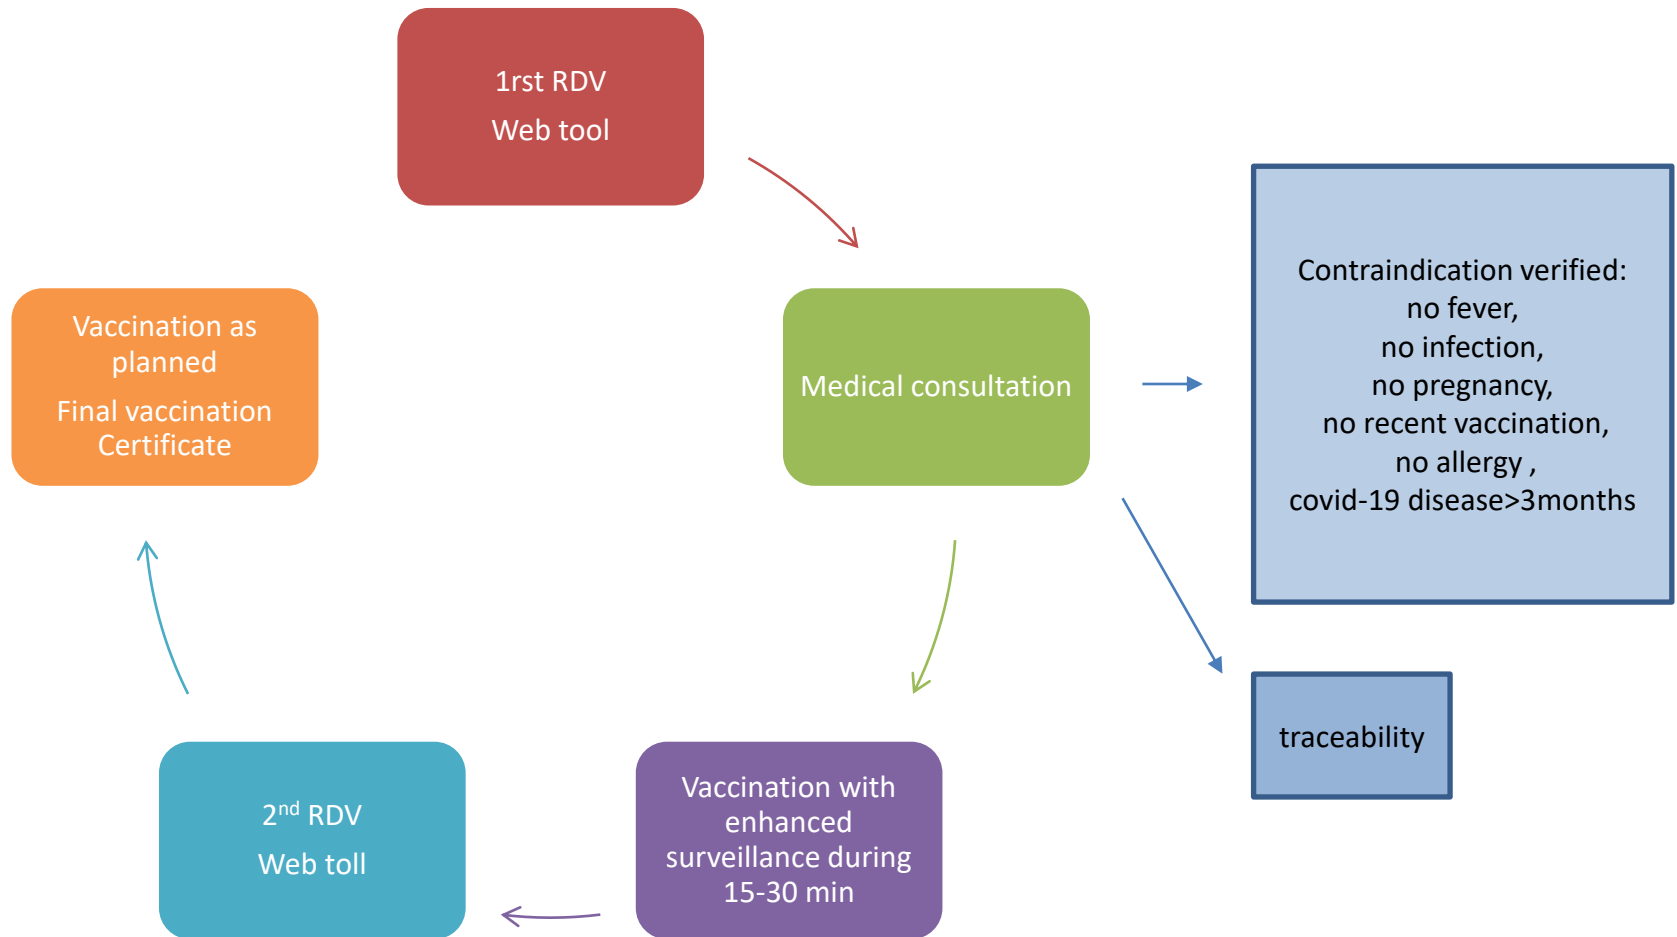 1rst RDV
Web tool
Medical consultation
Contraindication verified:
no fever,
no infection,
no pregnancy,
no recent vaccination,
no allergy ,
covid-19 disease>3months
traceability
Vaccination with
enhanced
surveillance during
15-30 min
2nd RDV
Web toll
Vaccination as
planned
Final vaccination
Certificate